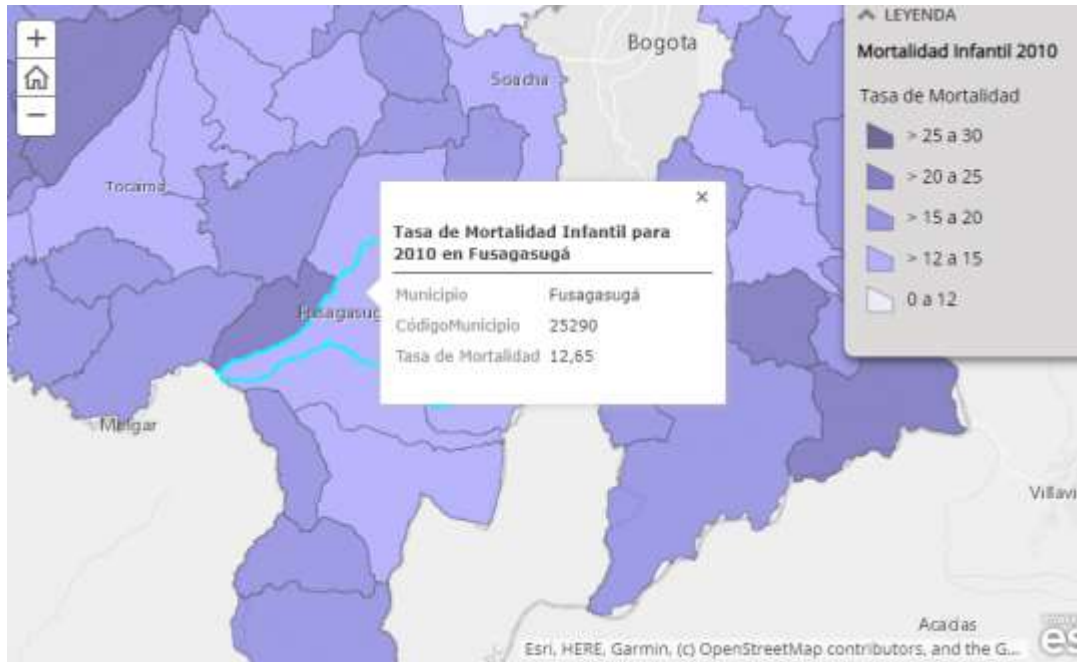 Bogota
Soacha
Tocaima
Fusagasug
Melgar
Villavi
Acacias
LEYENDA
Mortalidad Infantil 2010
Tasa de Mortalidad
> 25 a 30
> 20 a 25
> 15 a 20
> 12 a 15
0 a 12
Tasa de Mortalidad Infantil para
2010 en Fusagasugá
Municipio Fusagasugá
CódigoMunicipio 25290
Tasa de Mortalidad 12,65
Esri, HERE, Garmin, (c) OpenStreetMap contributors, and the G...
es